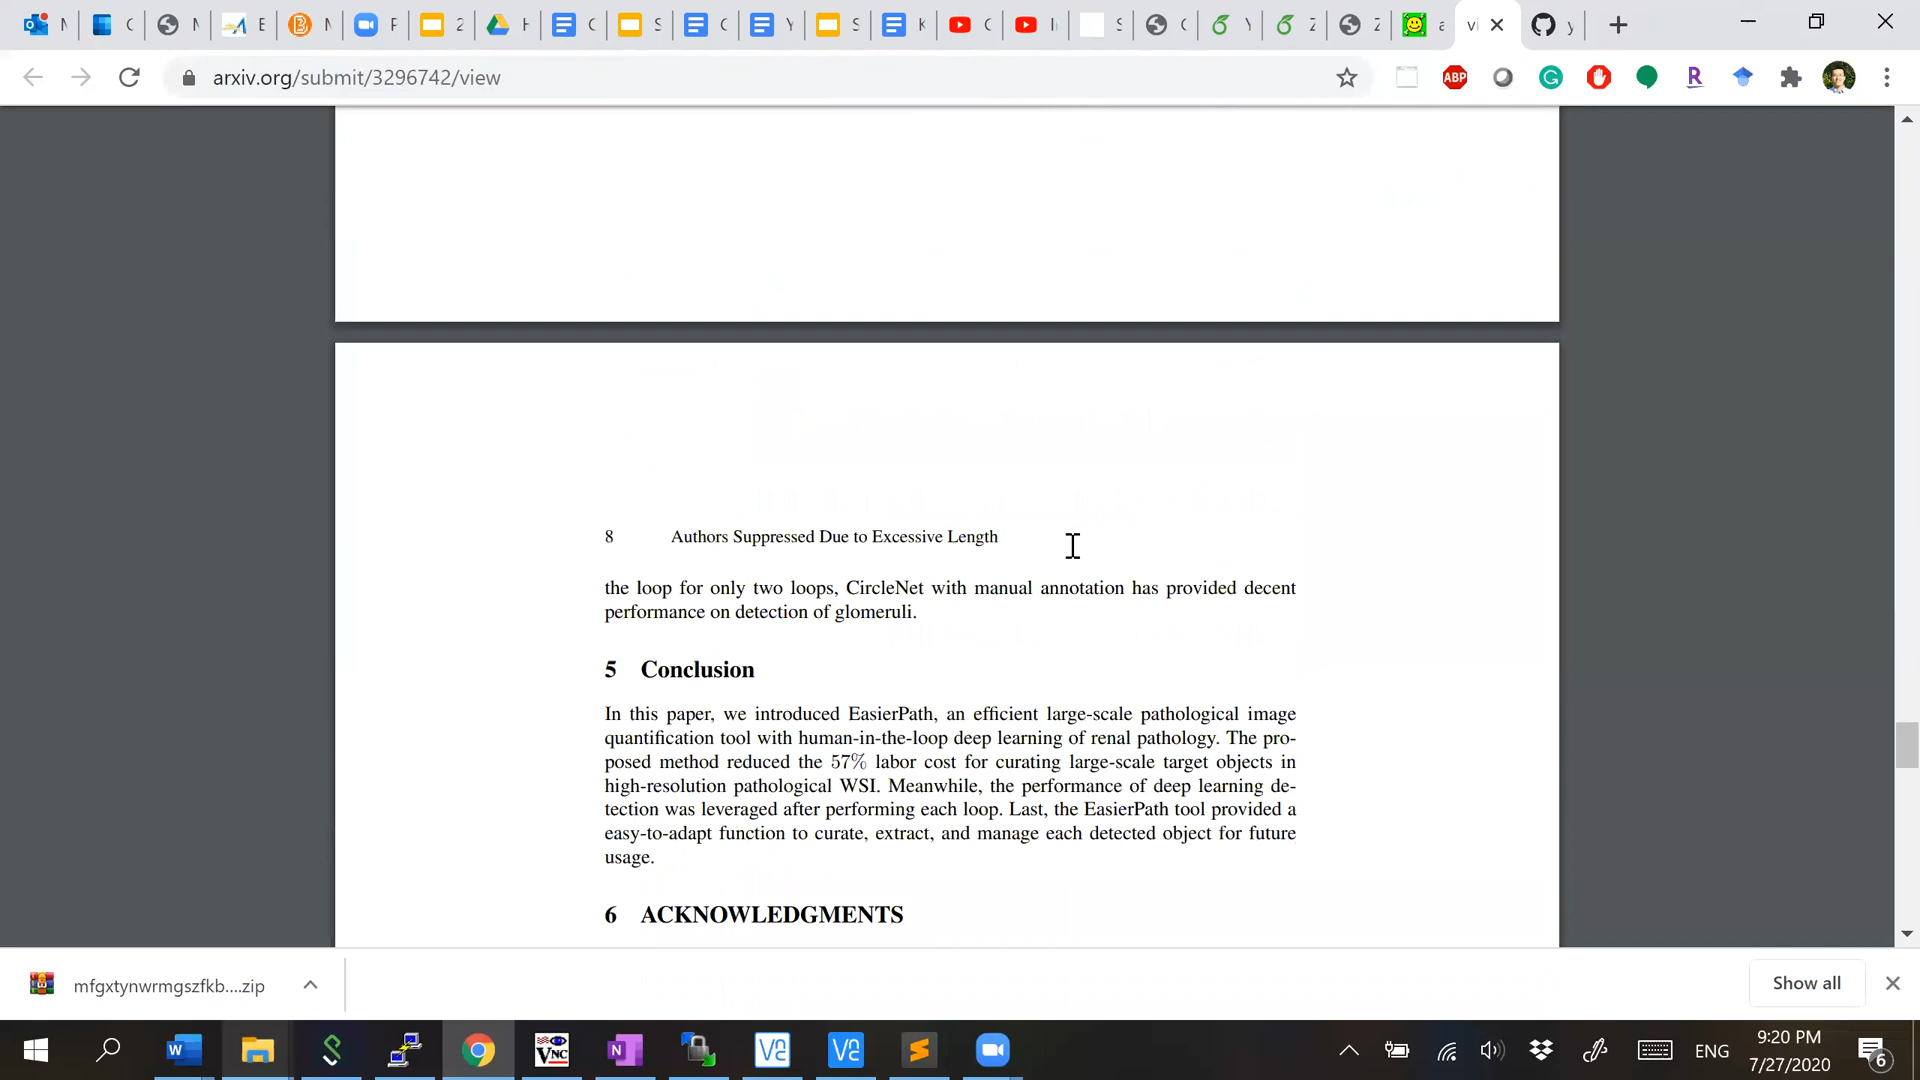 arxiv.org/submit/3296742/view
8 Authors Suppressed Due to Excessive Length
the loop for only two loops, CircleNet with manual annotation has provided decent
performance on detection of glomeruli.
5 Conclusion
In this paper, we introduced EasierPath, an efficient large-scale pathological image
quantification tool with human-in-the-loop deep learning of renal pathology. The pro-
posed method reduced the 57% labor cost for curating large-scale target objects in
high-resolution pathological WSI. Meanwhile, the performance of deep learning de-
tection was leveraged after performing each loop. Last, the EasierPath tool provided a
easy-to-adapt function to curate, extract, and manage each detected object for future
usage.
6 ACKNOWLEDGMENTS
mfgxtynwrmgszfkb....zip
Show all
ENG
9:20 PM
7/27/2020
6